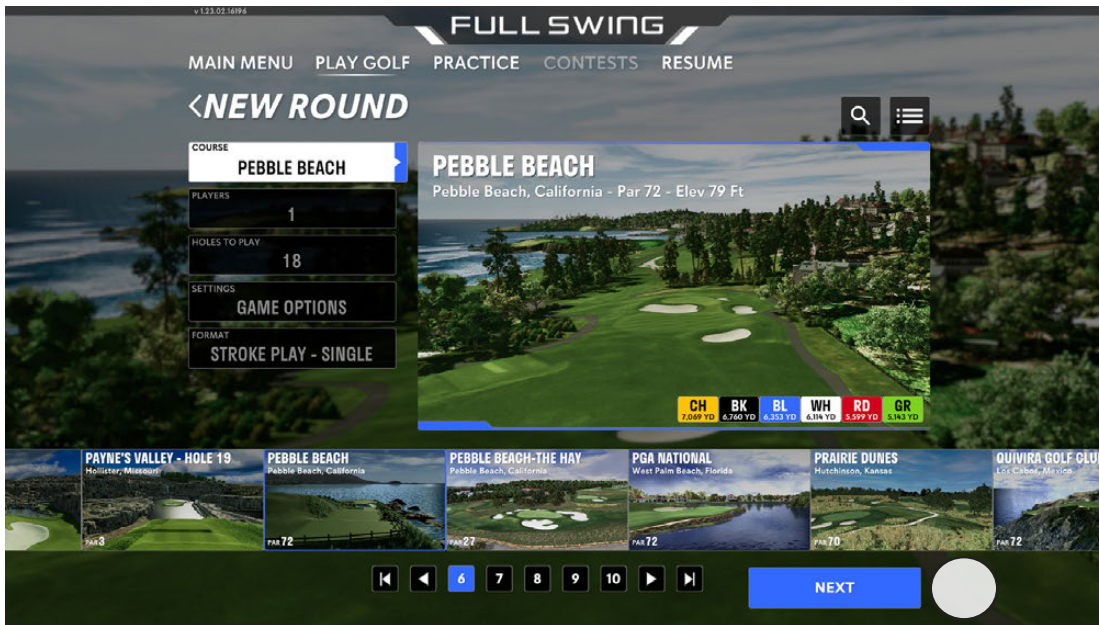 v 1.23.02.16196
FULL SWING
MAIN MENU PLAY GOLF PRACTICE CONTESTS RESUME
<NEW ROUND
COURSE
PEBBLE BEACH
PLAYERS
1
HOLES TO PLAY
18
SETTINGS
GAME OPTIONS
FORMAT
STROKE PLAY - SINGLE
PEBBLE BEACH
Pebble Beach, California - Par 72 - Elev 79 Ft
CH BK BL WH RD GR
7,069 YD 6,760 YD 6,353 YD 6,114 YD 5,599 YD 5,143 YD
PAYNE'S VALLEY - HOLE 19
Hollister, Missouri
PAR 3
PEBBLE BEACH
Pebble Beach, California
PAR 72
PEBBLE BEACH-THE HAY
Pebble Beach, California
PAR 27
PGA NATIONAL
West Palm Beach, Florida
PAR 72
PRAIRIE DUNES
Hutchinson, Kansas
PAR 70
QUIVIRA GOLF CLU
Los Cabos, Mexico
PAR 72
6 7 8 9 10
NEXT